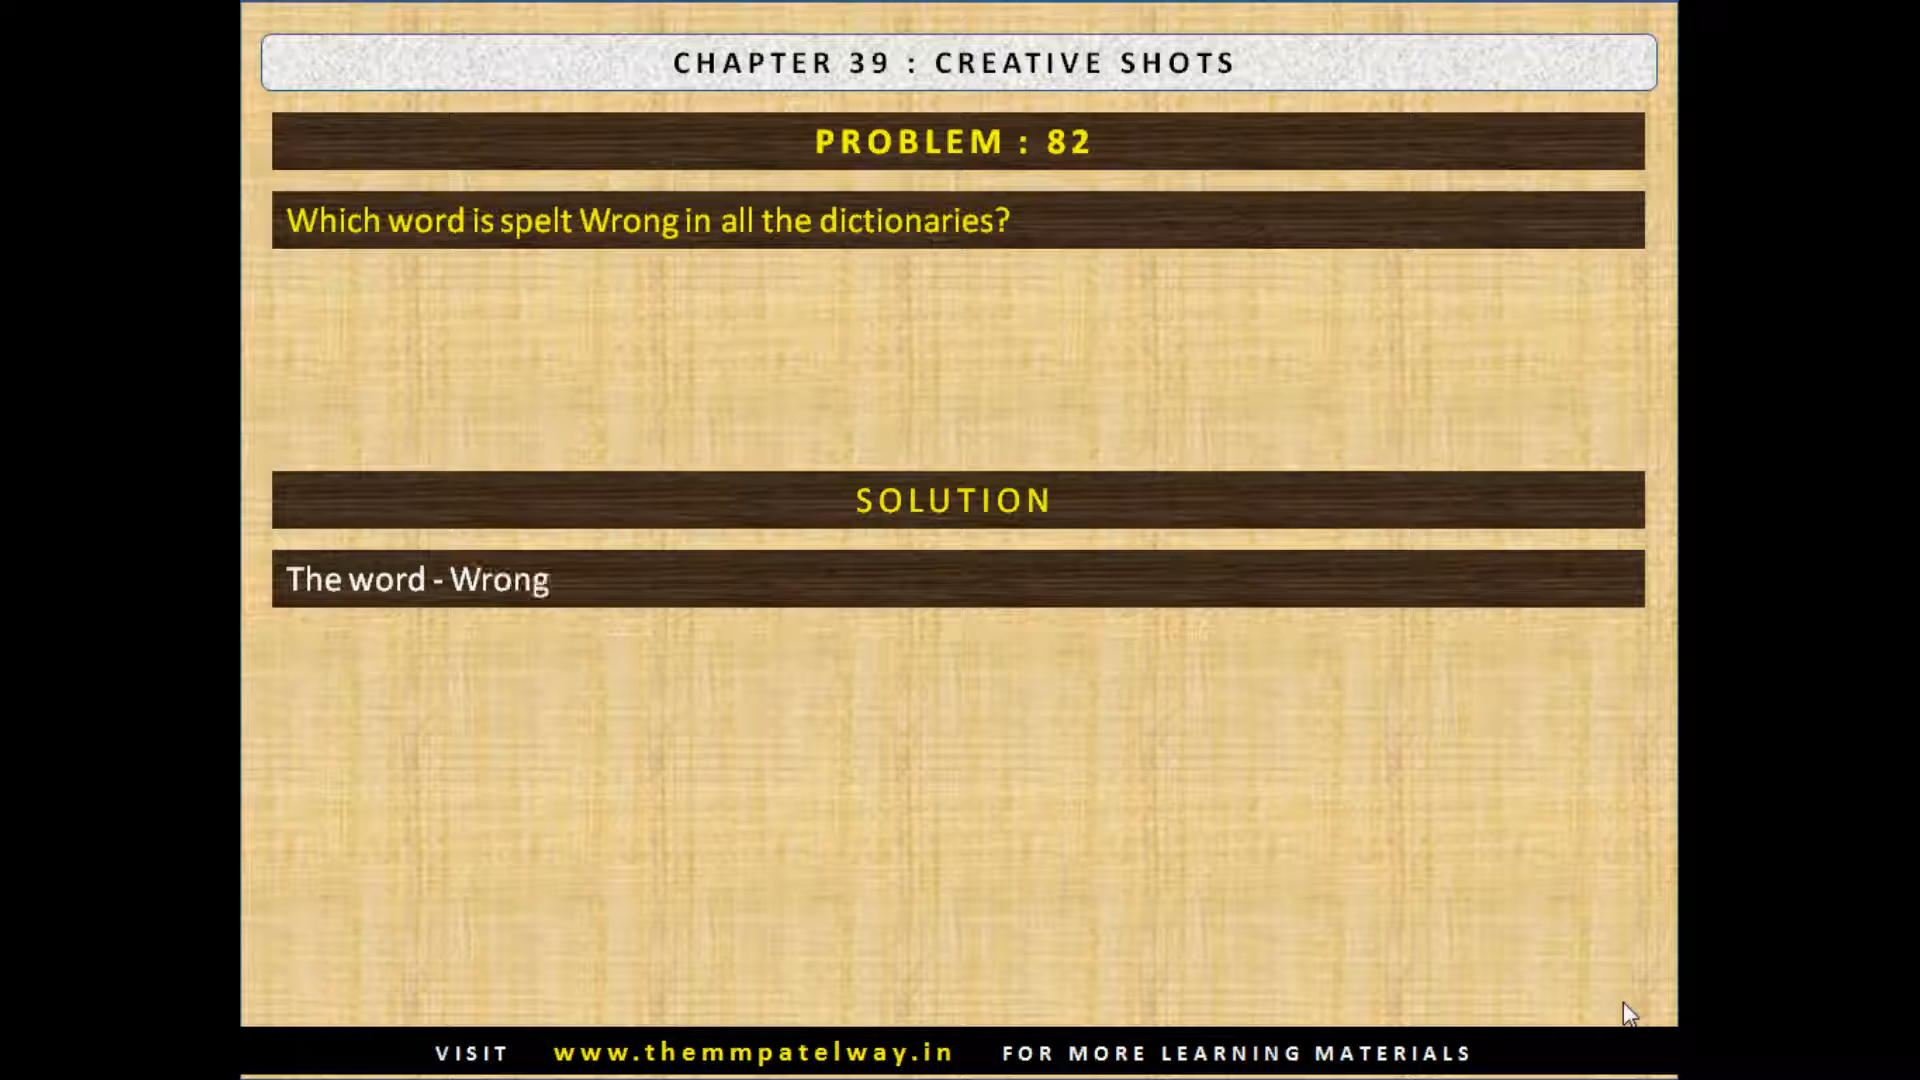 CHAPTER 39 : CREATIVE SHOTS
PROBLEM : 82
Which word is spelt Wrong in all the dictionaries?
SOLUTION
The word - Wrong
VISIT www.themmpatelway.in FOR MORE LEARNING MATERIALS